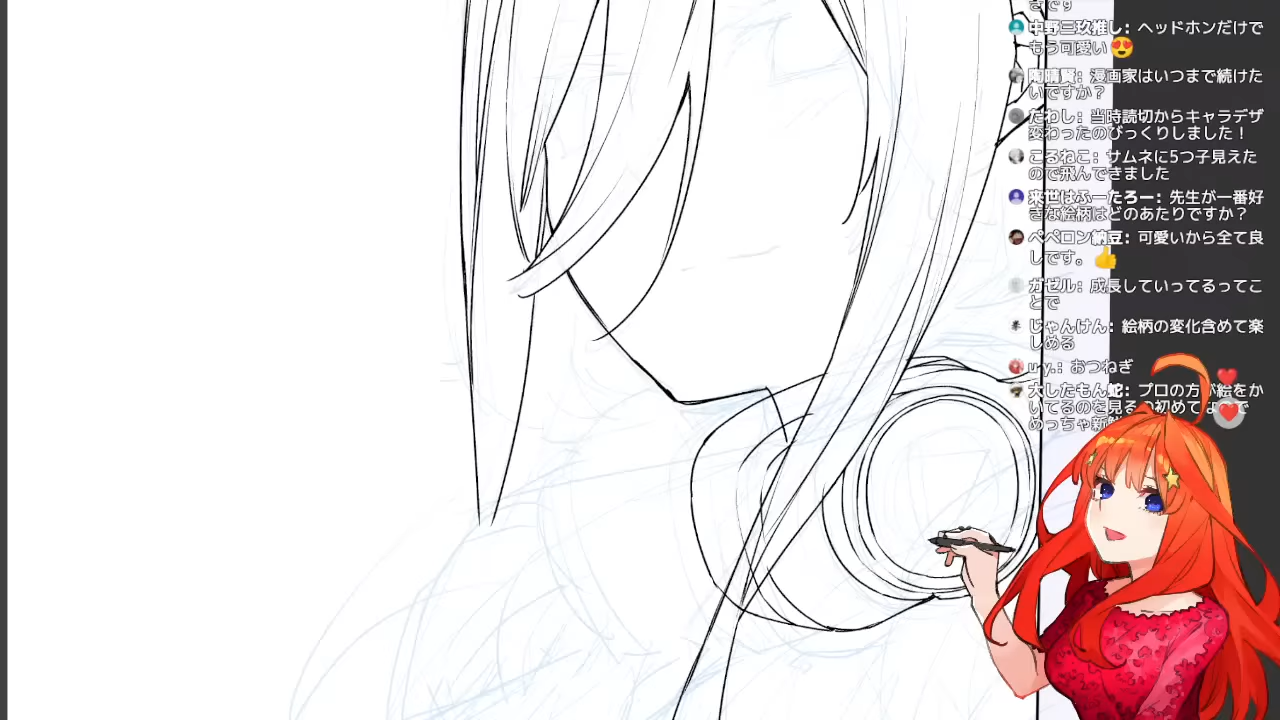 きです
中野三玖推し: ヘッドホンだけで
もう可愛い😍
陶晴賢: 漫画家はいつまで続けた
いですか？
たわし: 当時読切からキャラデザ
変わったのびっくりしました！
こるねこ: サムネに5つ子見えた
ので飛んできました
来世はふーたろー: 先生が一番好
きな絵柄はどのあたりですか？
ペペロン納豆: 可愛いから全て良
しです。👍
ガゼル: 成長していってるってこ
とで
じゃんけん: 絵柄の変化含めて楽
しめる
y.: おつねぎ
大したもん蛇: プロの方が絵をか
いてるのを見る
めっちゃ新鮮